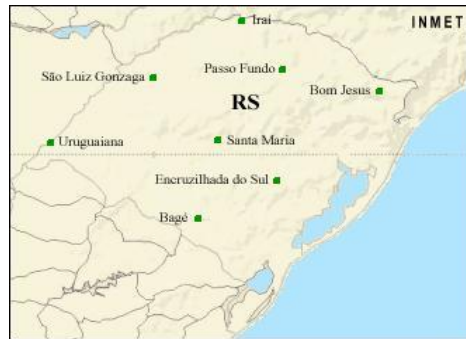 Iraí
INMET
São Luiz Gonzaga
Passo Fundo
Bom Jesus
RS
Uruguaiana
Santa Maria
Encruzilhada do Sul
Bagé